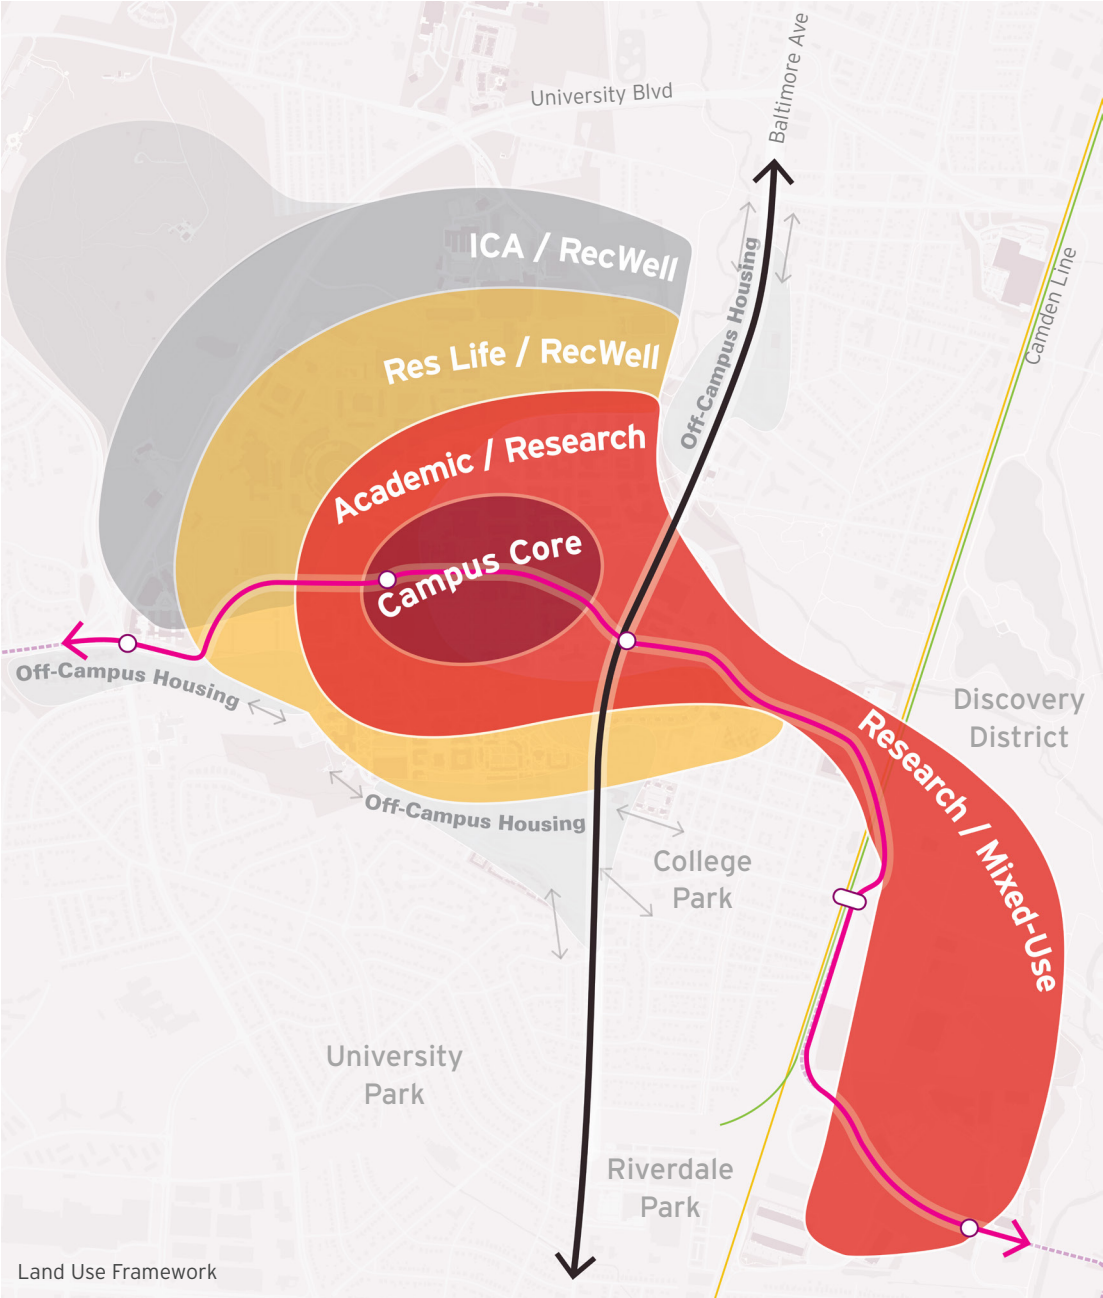 University Blvd
Baltimore Ave
Camden Line
ICA / RecWell
Off-Campus Housing
Res Life / RecWell
Academic / Research
Campus Core
Off-Campus Housing
Discovery
District
Research / Mixed-Use
Off-Campus Housing
College
Park
University
Park
Riverdale
Park
Land Use Framework